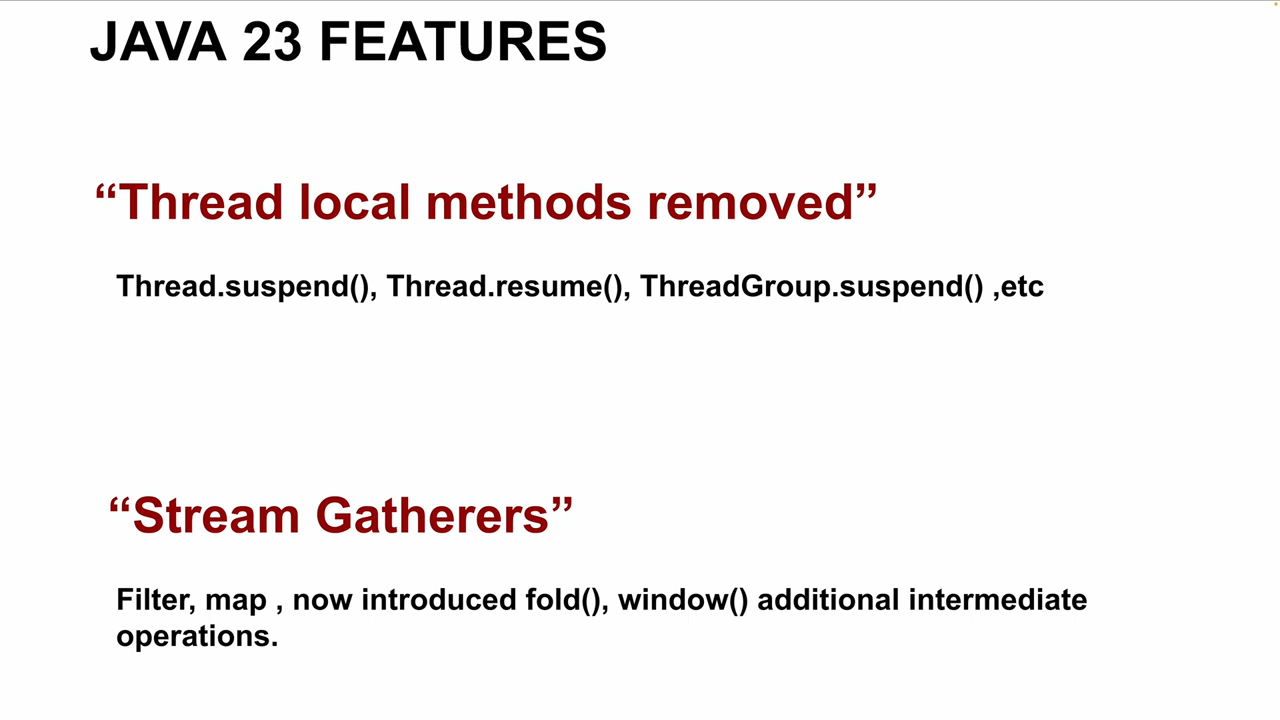 JAVA 23 FEATURES
“Thread local methods removed”
Thread.suspend(), Thread.resume(), ThreadGroup.suspend() ,etc
“Stream Gatherers”
Filter, map , now introduced fold(), window() additional intermediate
operations.